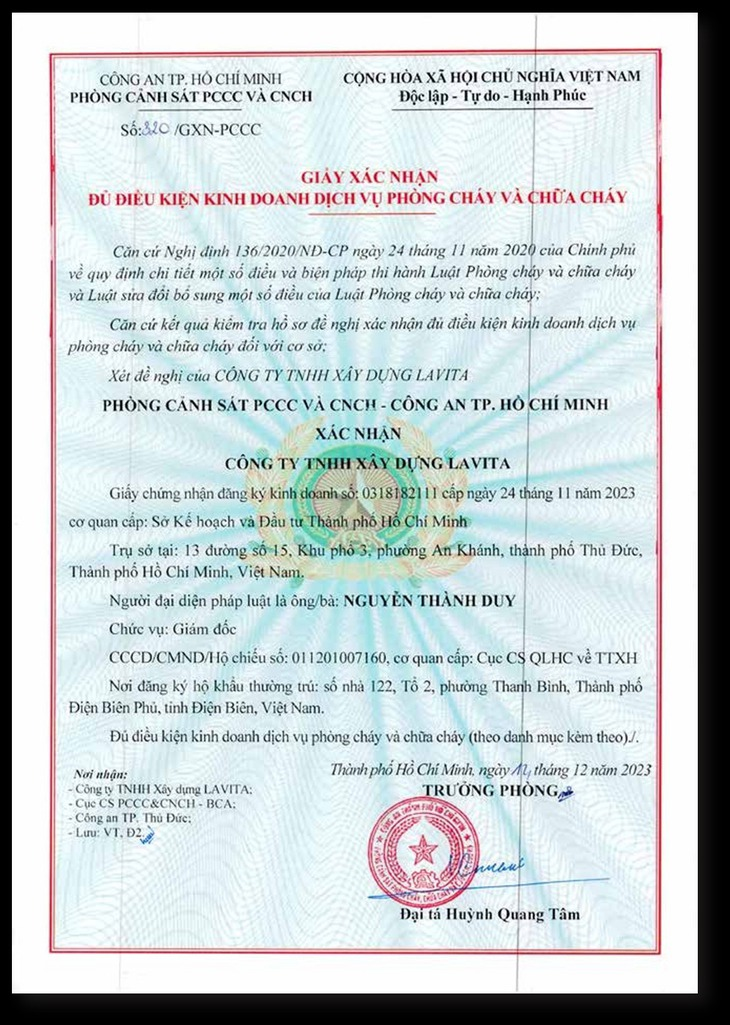 CÔNG AN TP. HỒ CHÍ MINH
PHÒNG CẢNH SÁT PCCC VÀ CNCH
Số:320 /GXN-PCCC
CỘNG HÒA XÃ HỘI CHỦ NGHĨA VIỆT NAM
Độc lập - Tự do - Hạnh Phúc
GIẤY XÁC NHẬN
ĐỦ ĐIỀU KIỆN KINH DOANH DỊCH VỤ PHÒNG CHÁY VÀ CHỮA CHÁY
Căn cứ Nghị định 136/2020/NĐ-CP ngày 24 tháng 11 năm 2020 của Chính phủ
về quy định chi tiết một số điều và biện pháp thi hành Luật Phòng cháy và chữa cháy
và Luật sửa đổi bổ sung một số điều của Luật Phòng cháy và chữa cháy;
Căn cứ kết quả kiểm tra hồ sơ đề nghị xác nhận đủ điều kiện kinh doanh dịch vụ
phòng cháy và chữa cháy đối với cơ sở;
Xét đề nghị của CÔNG TY TNHH XÂY DỰNG LAVITA
PHÒNG CẢNH SÁT PCCC VÀ CNCH - CÔNG AN TP. HỒ CHÍ MINH
XÁC NHẬN
CÔNG TY TNHH XÂY DỰNG LAVITA
Giấy chứng nhận đăng ký kinh doanh số: 0318182111 cấp ngày 24 tháng 11 năm 2023
cơ quan cấp: Sở Kế hoạch và Đầu tư Thành phố Hồ Chí Minh
Trụ sở tại: 13 đường số 15, Khu phố 3, phường An Khánh, thành phố Thủ Đức,
Thành phố Hồ Chí Minh, Việt Nam.
Người đại diện pháp luật là ông/bà: NGUYỄN THÀNH DUY
Chức vụ: Giám đốc
CCCD/CMND/Hộ chiếu số: 011201007160, cơ quan cấp: Cục CS QLHC về TTXH
Nơi đăng ký hộ khẩu thường trú: số nhà 122, Tổ 2, phường Thanh Bình, Thành phố
Điện Biên Phủ, tỉnh Điện Biên, Việt Nam.
Đủ điều kiện kinh doanh dịch vụ phòng cháy và chữa cháy (theo danh mục kèm theo)./.
Nơi nhận:
- Công ty TNHH Xây dựng LAVITA;
- Cục CS PCCC&CNCH - BCA;
- Công an TP. Thủ Đức;
- Lưu: VT, Đ2.
Thành phố Hồ Chí Minh, ngày tháng 12 năm 2023
TRƯỞNG PHÒNG
Đại tá Huỳnh Quang Tâm